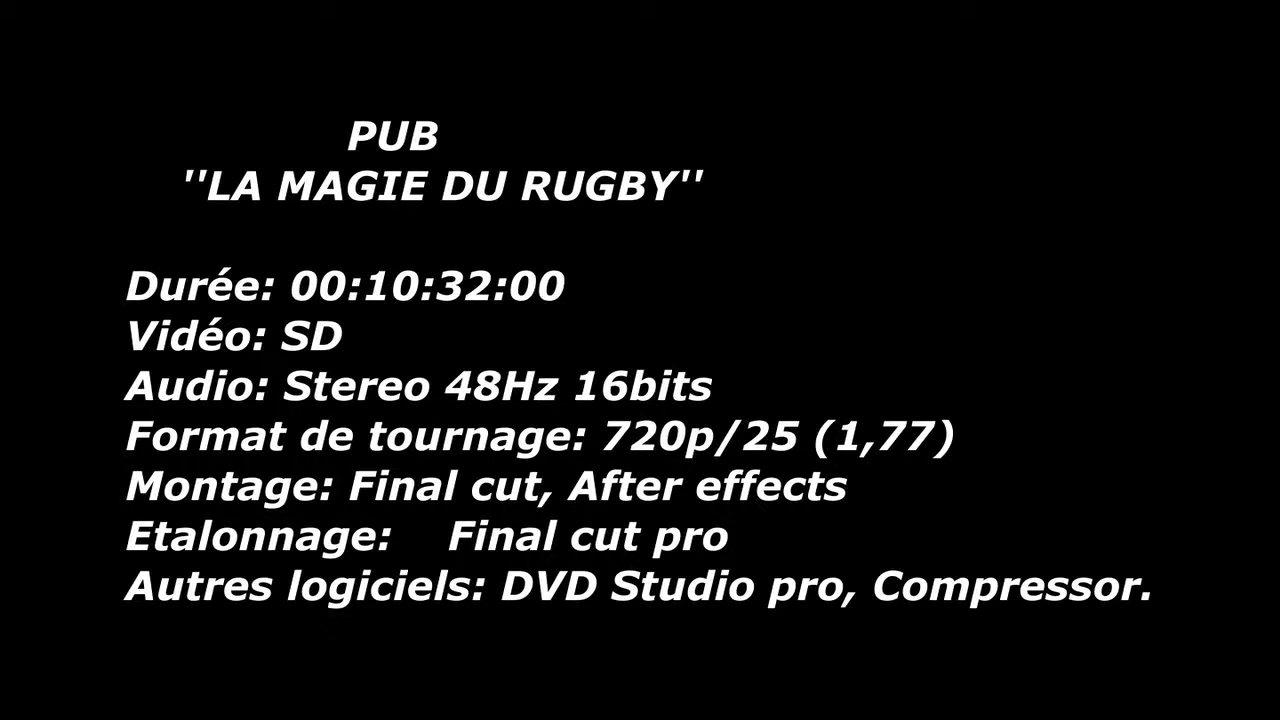 PUB
''LA MAGIE DU RUGBY''
Durée: 00:10:32:00
Vidéo: SD
Audio: Stereo 48Hz 16bits
Format de tournage: 720p/25 (1,77)
Montage: Final cut, After effects
Etalonnage: Final cut pro
Autres logiciels: DVD Studio pro, Compressor.